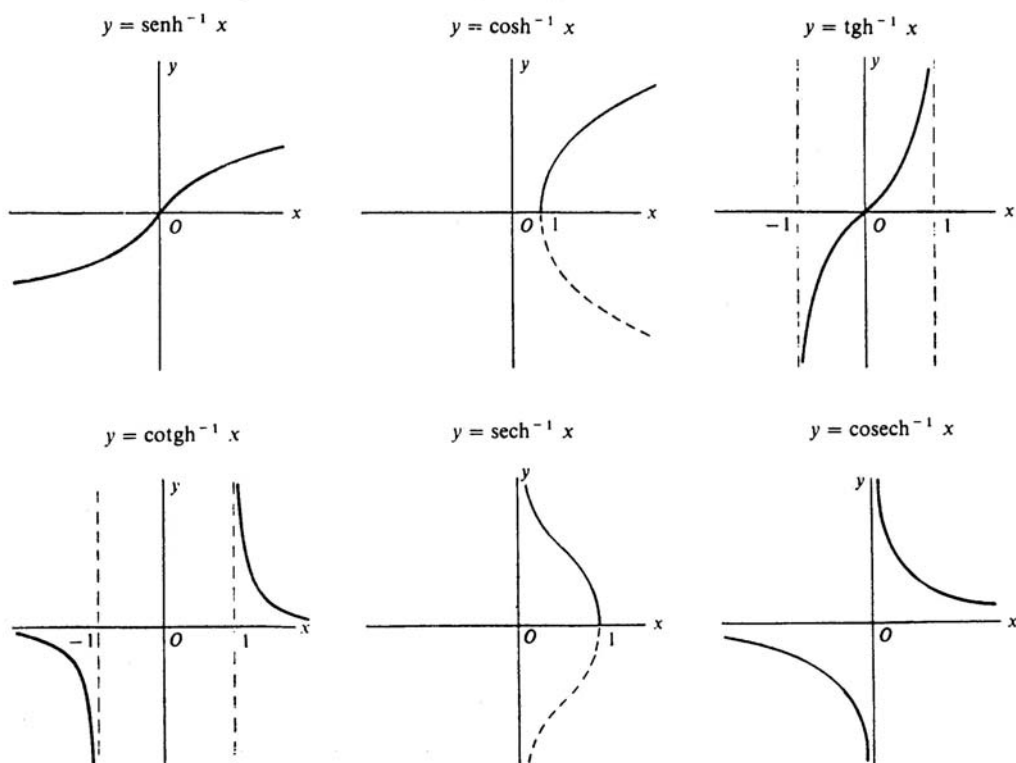 y = senh⁻¹ x
y = cosh⁻¹ x
y = tgh⁻¹ x
y
O
x
y
O 1
x
y
−1
O
1
x
y = cotgh⁻¹ x
y = sech⁻¹ x
y = cosech⁻¹ x
y
−1
O
1
x
y
O
1
x
y
O
x